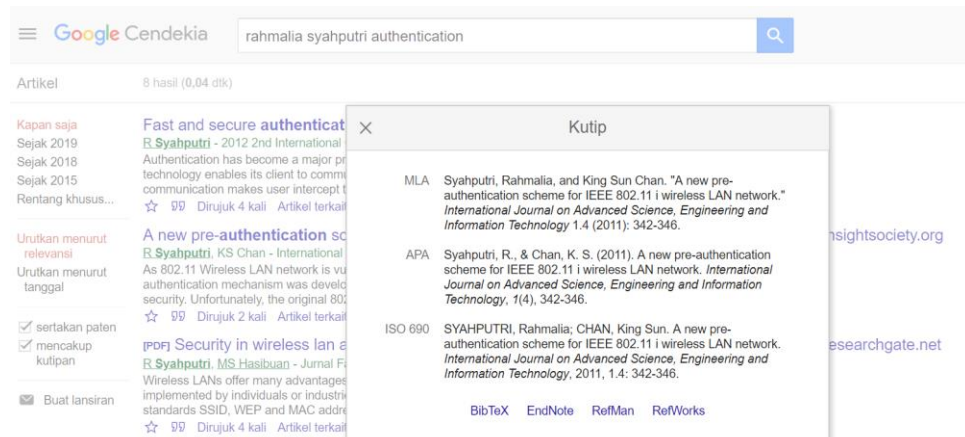 Google Cendekia
rahmalia syahputri authentication
Artikel
8 hasil (0,04 dtk)
Kapan saja
Sejak 2019
Sejak 2018
Sejak 2015
Rentang khusus...
Urutkan menurut
relevansi
Urutkan menurut
tanggal
sertakan paten
mencakup
kutipan
Buat lansiran
Fast and secure authenticat
R Syahputri - 2012 2nd International
Authentication has become a major pr
technology enables its client to commu
communication makes user intercept t
Dirujuk 4 kali Artikel terkait
A new pre-authentication sc
R Syahputri, KS Chan - International
As 802.11 Wireless LAN network is vu
authentication mechanism was develo
security. Unfortunately, the original 802
Dirujuk 2 kali Artikel terkait
[PDF] Security in wireless lan a
R Syahputri, MS Hasibuan - Jurnal
Wireless LANs offer many advantages
implemented by individuals or industri
standards SSID, WEP and MAC addre
Dirujuk 4 kali Artikel terkait
Kutip
MLA Syahputri, Rahmalia, and King Sun Chan. "A new pre-
authentication scheme for IEEE 802.11 i wireless LAN network."
International Journal on Advanced Science, Engineering and
Information Technology 1.4 (2011): 342-346.
APA Syahputri, R., & Chan, K. S. (2011). A new pre-authentication
scheme for IEEE 802.11 i wireless LAN network. International
Journal on Advanced Science, Engineering and Information
Technology, 1(4), 342-346.
ISO 690 SYAHPUTRI, Rahmalia; CHAN, King Sun. A new pre-
authentication scheme for IEEE 802.11 i wireless LAN network.
International Journal on Advanced Science, Engineering and
Information Technology, 2011, 1.4: 342-346.
BibTeX EndNote RefMan RefWorks
nsightsociety.org
esearchgate.net